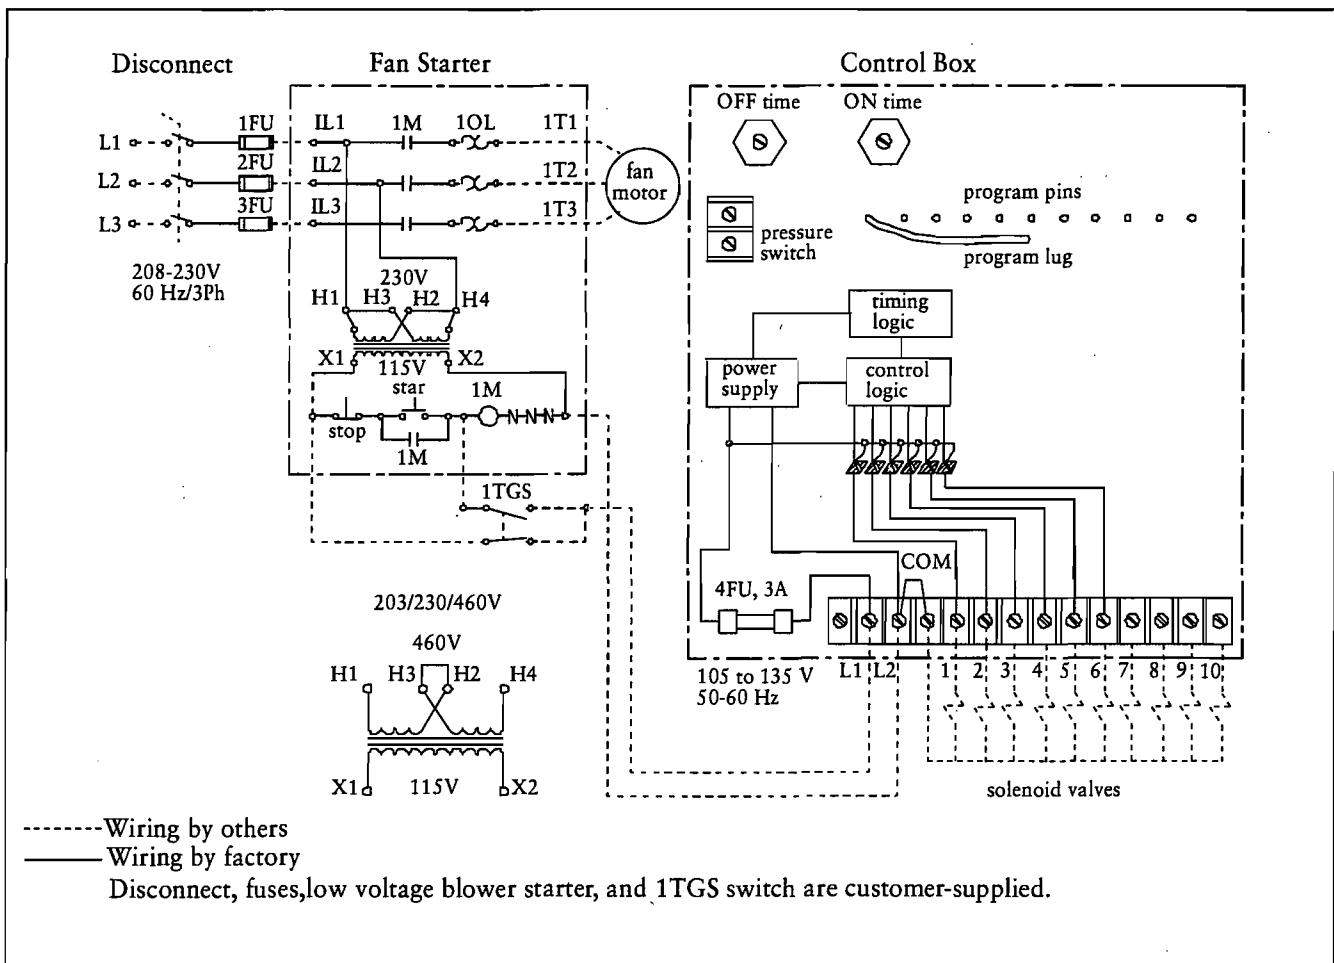 Disconnect
Fan Starter
Control Box
OFF time
ON time
1FU
IL1
1M
1OL
1T1
L1
2FU
IL2
1T2
L2
fan
motor
3FU
IL3
1T3
L3
program pins
pressure
switch
program lug
208-230V
60 Hz/3Ph
230V
H1
H3
H2
H4
timing
logic
X1
115V
X2
power
supply
control
logic
star
1M
stop
1M
1TGS
COM
4FU, 3A
203/230/460V
460V
H1
H3
H2
H4
105 to 135 V
50-60 Hz
L1
L2
1
2
3
4
5
6
7
8
9
10
X1
115V
X2
solenoid valves
Wiring by others
Wiring by factory
Disconnect, fuses,low voltage blower starter, and 1TGS switch are customer-supplied.